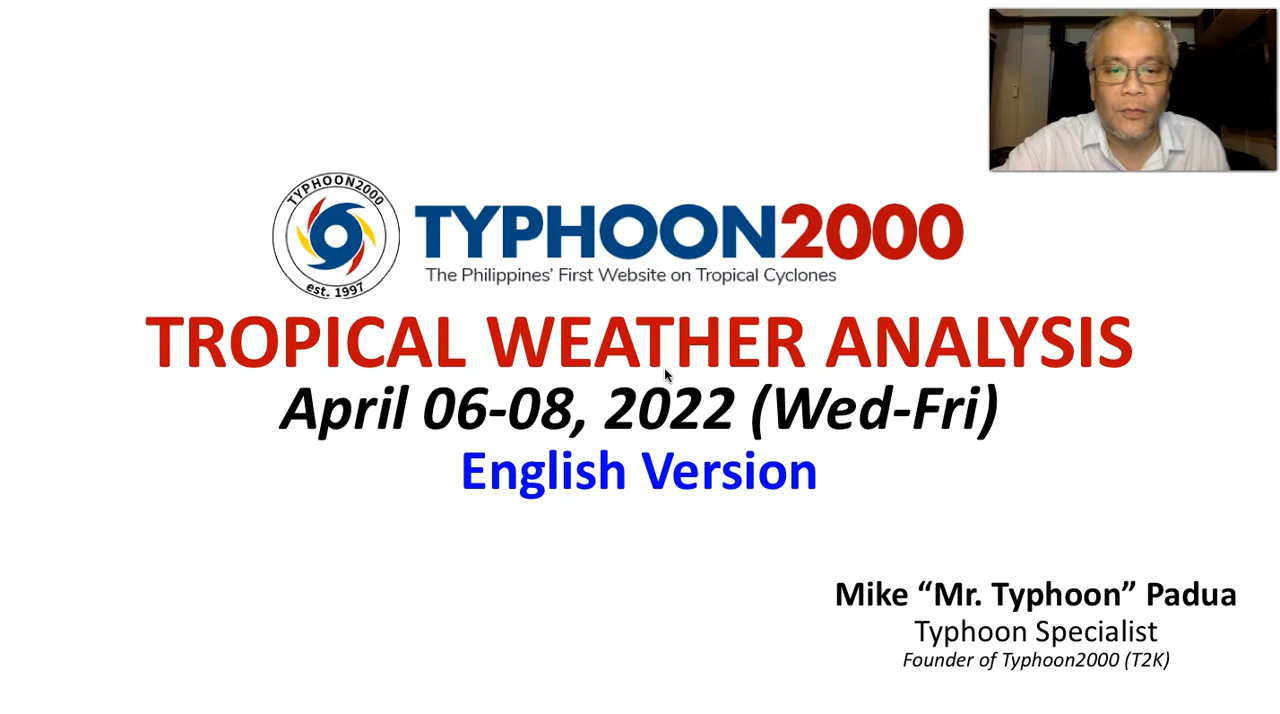 TYPHOON2000
est. 1997
TYPHOON2000
The Philippines' First Website on Tropical Cyclones
TROPICAL WEATHER ANALYSIS
April 06-08, 2022 (Wed-Fri)
English Version
Mike “Mr. Typhoon” Padua
Typhoon Specialist
Founder of Typhoon2000 (T2K)